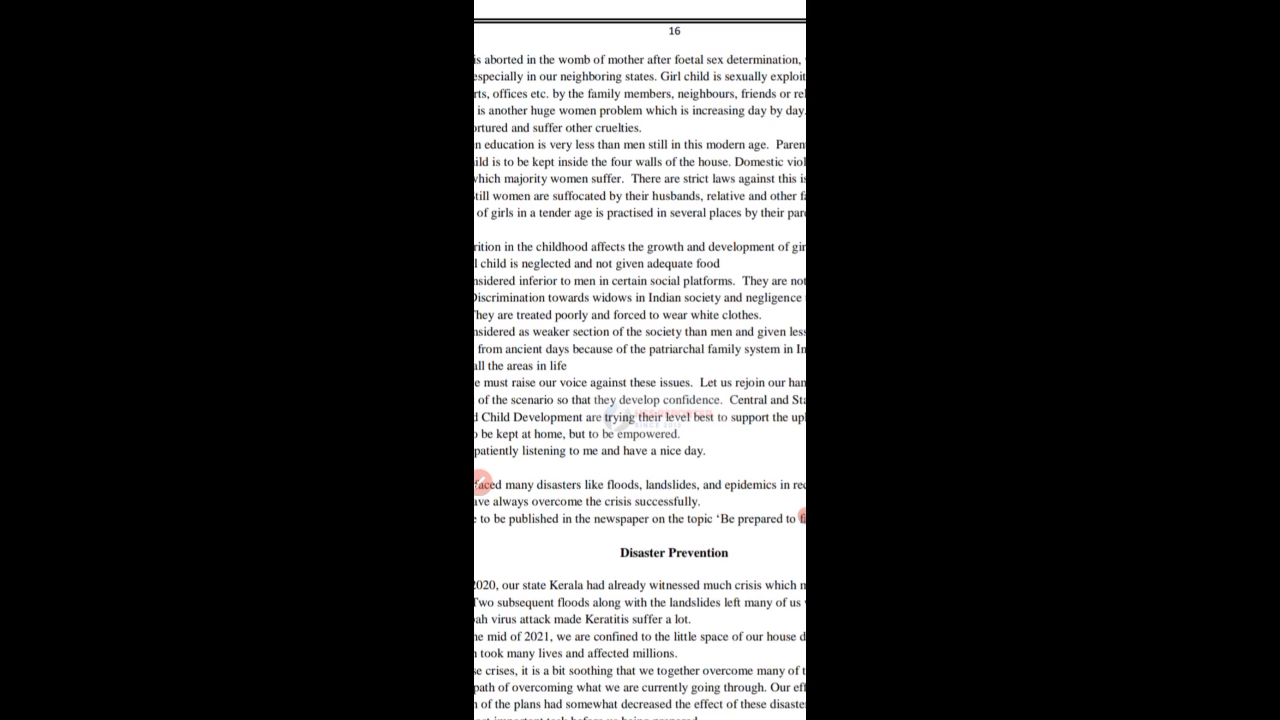 16
is aborted in the womb of mother after foetal sex determination,
especially in our neighboring states. Girl child is sexually exploit
rts, offices etc. by the family members, neighbours, friends or rel
is another huge women problem which is increasing day by day.
ortured and suffer other cruelties.
n education is very less than men still in this modern age. Paren
ild is to be kept inside the four walls of the house. Domestic viol
which majority women suffer. There are strict laws against this is
till women are suffocated by their husbands, relative and other fa
of girls in a tender age is practised in several places by their pare
rition in the childhood affects the growth and development of gir
l child is neglected and not given adequate food
nsidered inferior to men in certain social platforms. They are not
Discrimination towards widows in Indian society and negligence
They are treated poorly and forced to wear white clothes.
nsidered as weaker section of the society than men and given less
from ancient days because of the patriarchal family system in In
all the areas in life
e must raise our voice against these issues. Let us rejoin our han
of the scenario so that they develop confidence. Central and Sta
d Child Development are trying their level best to support the upl
o be kept at home, but to be empowered.
SINCE 2019
patiently listening to me and have a nice day.
faced many disasters like floods, landslides, and epidemics in rec
ave always overcome the crisis successfully.
e to be published in the newspaper on the topic ‘Be prepared to
Disaster Prevention
2020, our state Kerala had already witnessed much crisis which m
Two subsequent floods along with the landslides left many of us
ah virus attack made Keratitis suffer a lot.
he mid of 2021, we are confined to the little space of our house d
took many lives and affected millions.
e crises, it is a bit soothing that we together overcome many of t
path of overcoming what we are currently going through. Our eff
of the plans had somewhat decreased the effect of these disaste